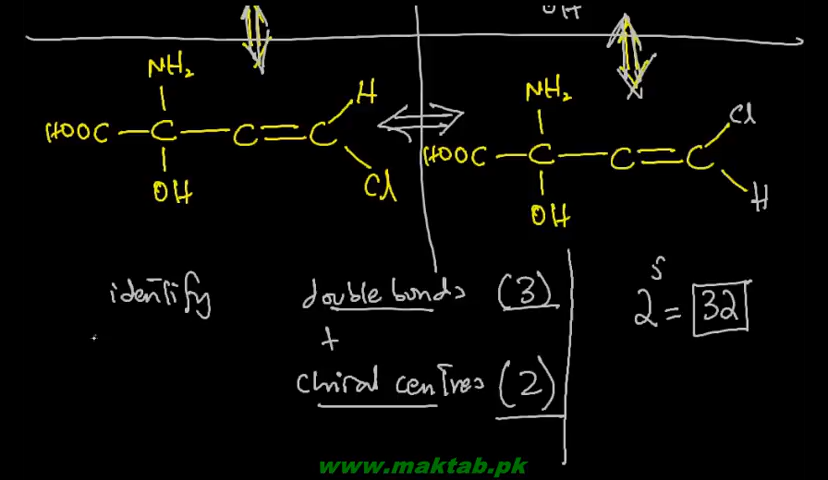 OH
NH2 H
HOOC — C — C = C
OH Cl
NH2 Cl
HOOC — C — C = C
OH H
identify double bonds (3)
+
chiral centres (2)
2^5 = 32
www.maktab.pk